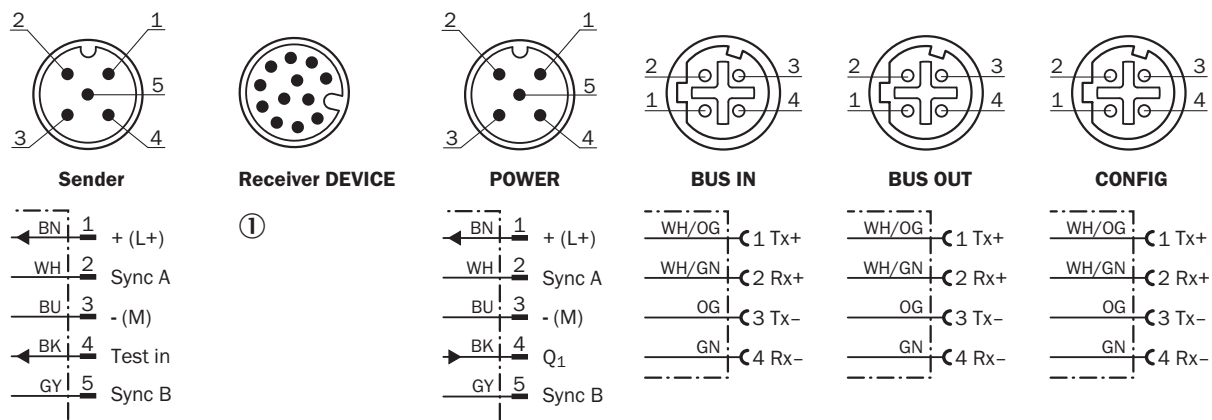 2 1
5
3 4
Sender
BN 1 + (L+)
WH 2 Sync A
BU 3 - (M)
BK 4 Test in
GY 5 Sync B
Receiver DEVICE
①
2 1
5
3 4
POWER
BN 1 + (L+)
WH 2 Sync A
BU 3 - (M)
BK 4 Q1
GY 5 Sync B
2 3
1 4
BUS IN
WH/OG 1 Tx+
WH/GN 2 Rx+
OG 3 Tx–
GN 4 Rx–
2 3
1 4
BUS OUT
WH/OG 1 Tx+
WH/GN 2 Rx+
OG 3 Tx–
GN 4 Rx–
2 3
1 4
CONFIG
WH/OG 1 Tx+
WH/GN 2 Rx+
OG 3 Tx–
GN 4 Rx–